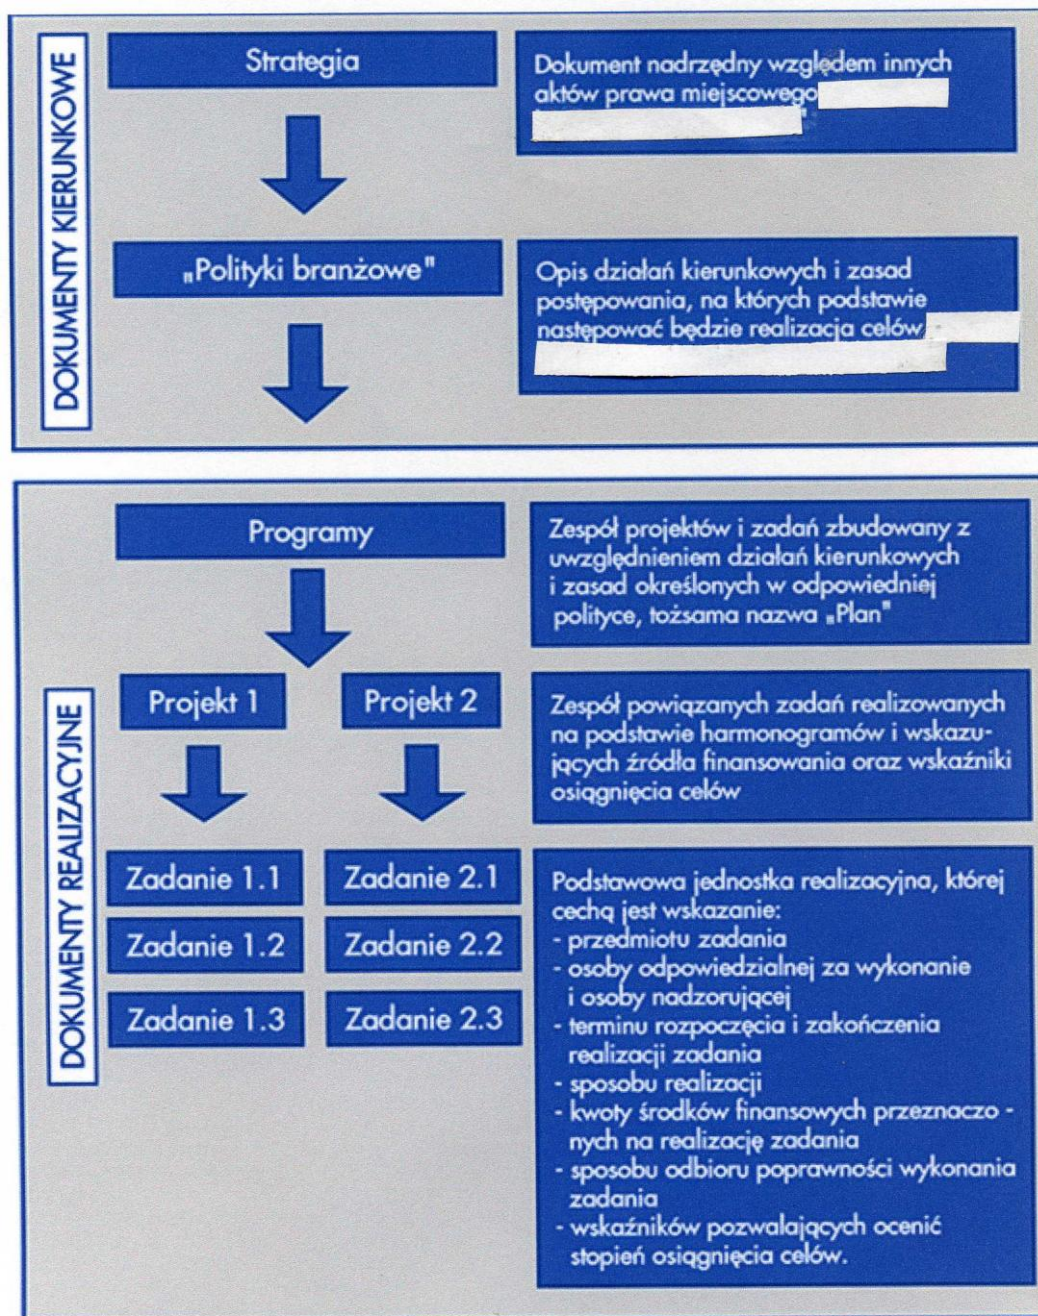 DOKUMENTY KIERUNKOWE
Strategia
Dokument nadrzędny względem innych
aktów prawa miejscowego
„Polityki branżowe"
Opis działań kierunkowych i zasad
postępowania, na których podstawie
następować będzie realizacja celów
DOKUMENTY REALIZACYJNE
Programy
Zespół projektów i zadań zbudowany z
uwzględnieniem działań kierunkowych
i zasad określonych w odpowiedniej
polityce, tożsama nazwa „Plan"
Projekt 1
Projekt 2
Zespół powiązanych zadań realizowanych
na podstawie harmonogramów i wskazu-
jących źródła finansowania oraz wskaźniki
osiągnięcia celów
Zadanie 1.1
Zadanie 2.1
Zadanie 1.2
Zadanie 2.2
Zadanie 1.3
Zadanie 2.3
Podstawowa jednostka realizacyjna, której
cechą jest wskazanie:
- przedmiotu zadania
- osoby odpowiedzialnej za wykonanie
i osoby nadzorującej
- terminu rozpoczęcia i zakończenia
realizacji zadania
- sposobu realizacji
- kwoty środków finansowych przeznaczo -
nych na realizację zadania
- sposobu odbioru poprawności wykonania
zadania
- wskaźników pozwalających ocenić
stopień osiągnięcia celów.